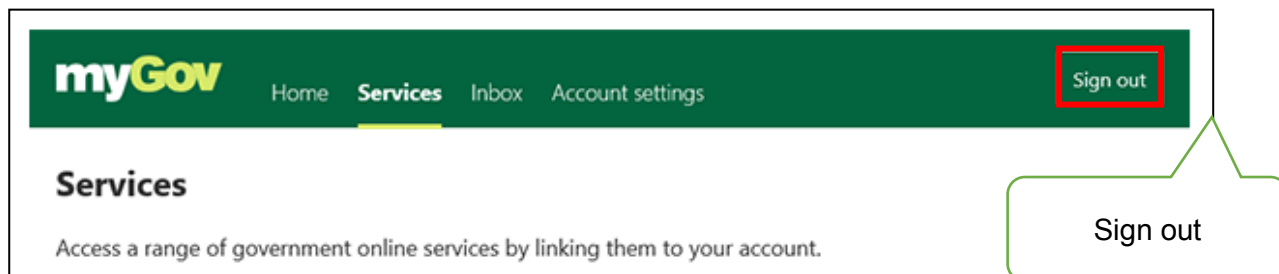 myGov Home Services Inbox Account settings Sign out
Services
Access a range of government online services by linking them to your account.
Sign out